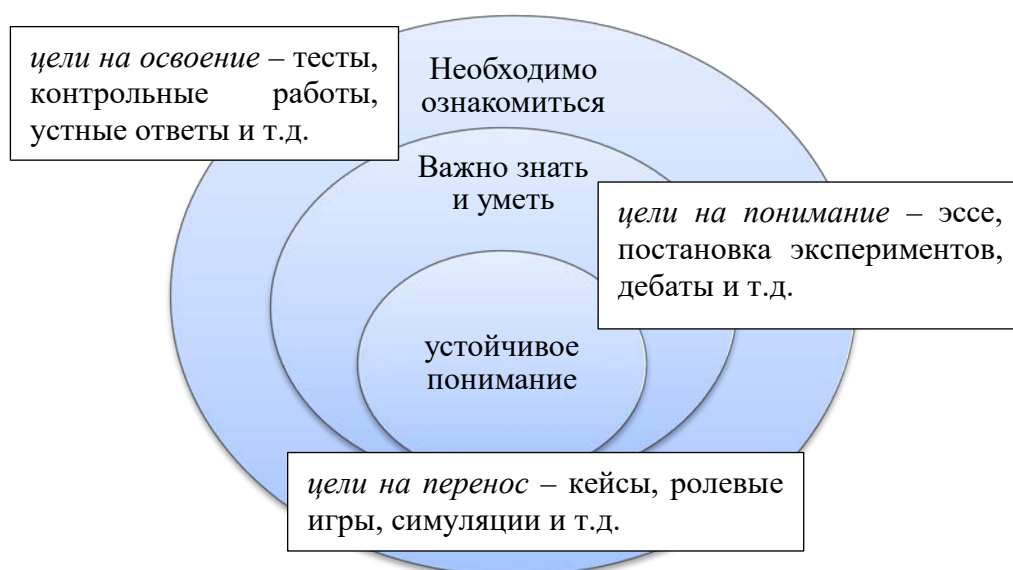 цели на освоение – тесты,
контрольные работы,
устные ответы и т.д.
Необходимо
ознакомиться
Важно знать
и уметь
цели на понимание – эссе,
постановка экспериментов,
дебаты и т.д.
устойчивое
понимание
цели на перенос – кейсы, ролевые
игры, симуляции и т.д.